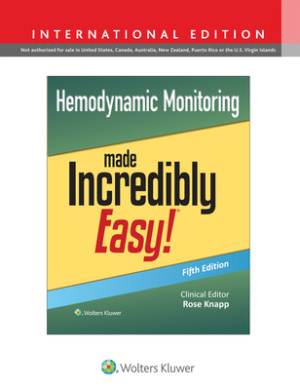 INTERNATIONAL EDITION
Not authorised for sale in United States, Canada, Australia, New Zealand, Puerto Rico or the U.S. Virgin Islands
Hemodynamic Monitoring
made
Incredibly
Easy!®
Fifth Edition
Clinical Editor
Rose Knapp
Wolters Kluwer
Wolters Kluwer